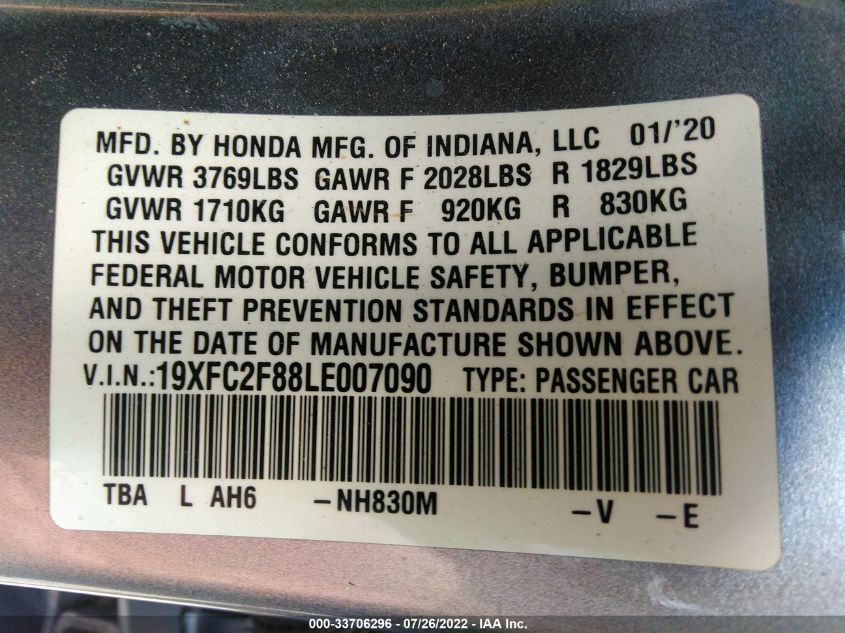 MFD. BY HONDA MFG. OF INDIANA, LLC 01/'20
GVWR 3769LBS GAWR F 2028LBS R 1829LBS
GVWR 1710KG GAWR F 920KG R 830KG
THIS VEHICLE CONFORMS TO ALL APPLICABLE
FEDERAL MOTOR VEHICLE SAFETY, BUMPER,
AND THEFT PREVENTION STANDARDS IN EFFECT
ON THE DATE OF MANUFACTURE SHOWN ABOVE.
V.I.N.:19XFC2F88LE007090 TYPE: PASSENGER CAR
TBA L AH6 -NH830M -V -E
000-33706296 - 07/26/2022 - IAA Inc.